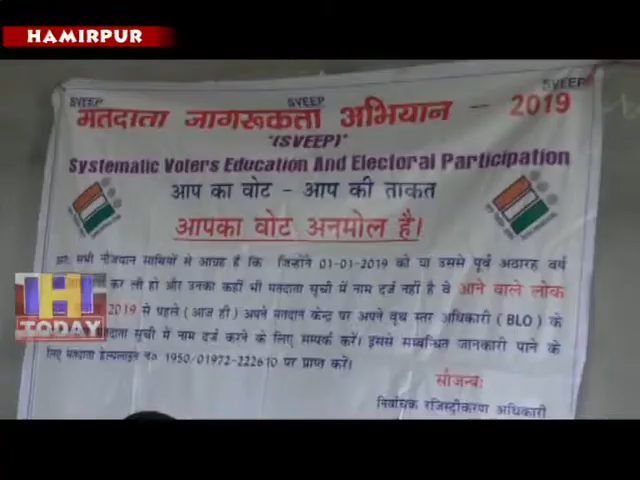 HAMIRPUR
SVEEP SVEEP SVEEP
मतदाता जागरूकता अभियान - 2019
"(SVEEP)"
Systematic Voters Education And Electoral Participation
आप का वोट - आप की ताकत
आपका वोट अनमोल है।
सभी नौजवान साथियों से आग्रह है कि जिन्होंने 01-01-2019 को या उससे पूर्व अठारह वर्ष
कर ली हो और उनका कहीं भी मतदाता सूची में नाम दर्ज नहीं है वे आने वाले लोक
2019 से पहले (आज ही) अपने मतदान केन्द्र पर अपने बूथ स्तर अधिकारी (BLO) के
मतदाता सूची में नाम दर्ज करने के लिए सम्पर्क करें। इससे सम्बन्धित जानकारी पाने के
लिए मतदाता हेल्पलाइन न० 1950/01972-222610 पर प्राप्त करें।
H
TODAY
सौजन्य:
निर्वाचक रजिस्ट्रीकरण अधिकारी